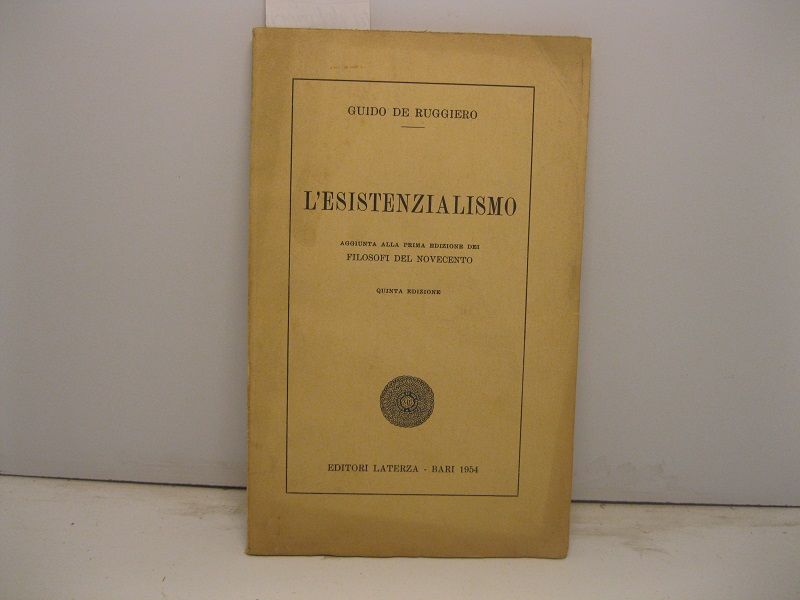 GUIDO DE RUGGIERO
L'ESISTENZIALISMO
AGGIUNTA ALLA PRIMA EDIZIONE DEI
FILOSOFI DEL NOVECENTO
QUINTA EDIZIONE
EDITORI LATERZA - BARI 1954